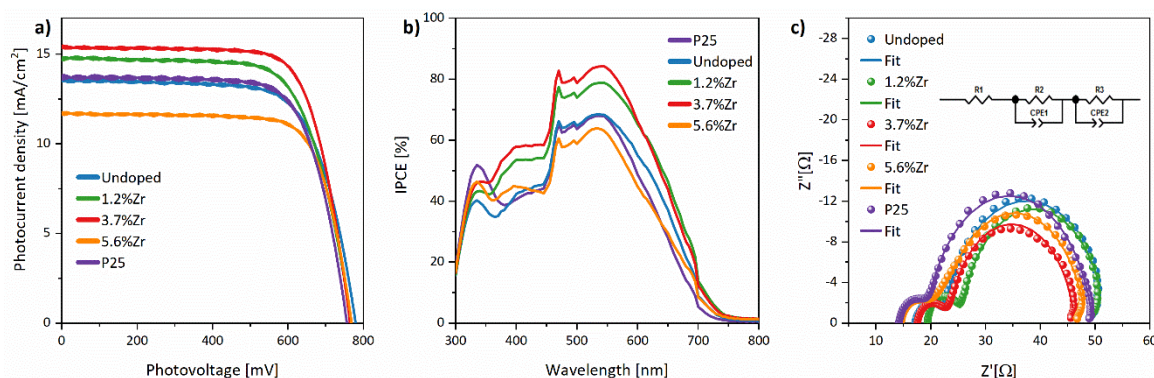 a)
Photocurrent density [mA/cm²]
15
10
5
0
0
200
400
600
800
Photovoltage [mV]
Undoped
1.2%Zr
3.7%Zr
5.6%Zr
P25
b)
IPCE [%]
100
80
60
40
20
0
300
400
500
600
700
800
Wavelength [nm]
P25
Undoped
1.2%Zr
3.7%Zr
5.6%Zr
c)
Z"[Ω]
-28
-24
-20
-16
-12
-8
-4
0
10
20
30
40
50
60
Z'[Ω]
Undoped
Fit
1.2%Zr
Fit
3.7%Zr
Fit
5.6%Zr
Fit
P25
Fit
R1
R2
R3
CPE1
CPE2